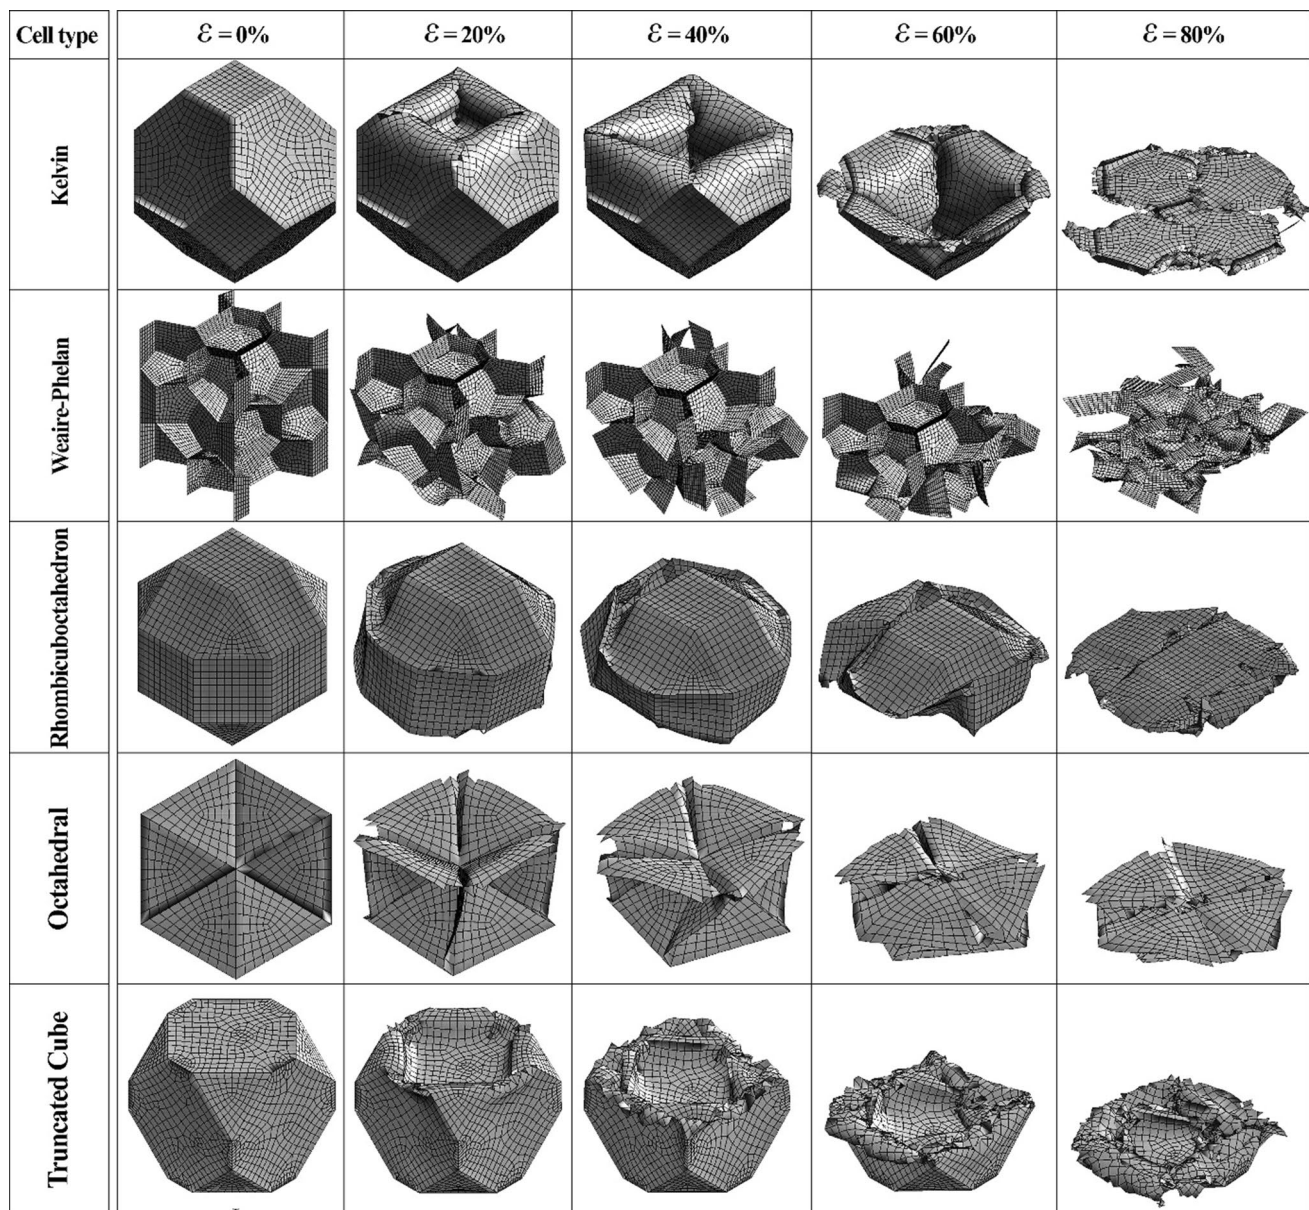 Cell type
ℰ = 0%
ℰ = 20%
ℰ = 40%
ℰ = 60%
ℰ = 80%
Kelvin
Weaire-Phelan
Rhombicuboctahedron
Octahedral
Truncated Cube